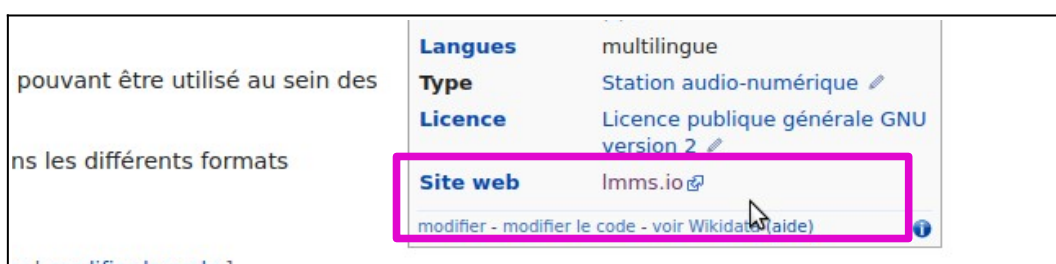 pouvant être utilisé au sein des
ns les différents formats
Langues multilingue
Type Station audio-numérique
Licence Licence publique générale GNU
version 2
Site web lmms.io
modifier - modifier le code - voir Wikidata (aide)